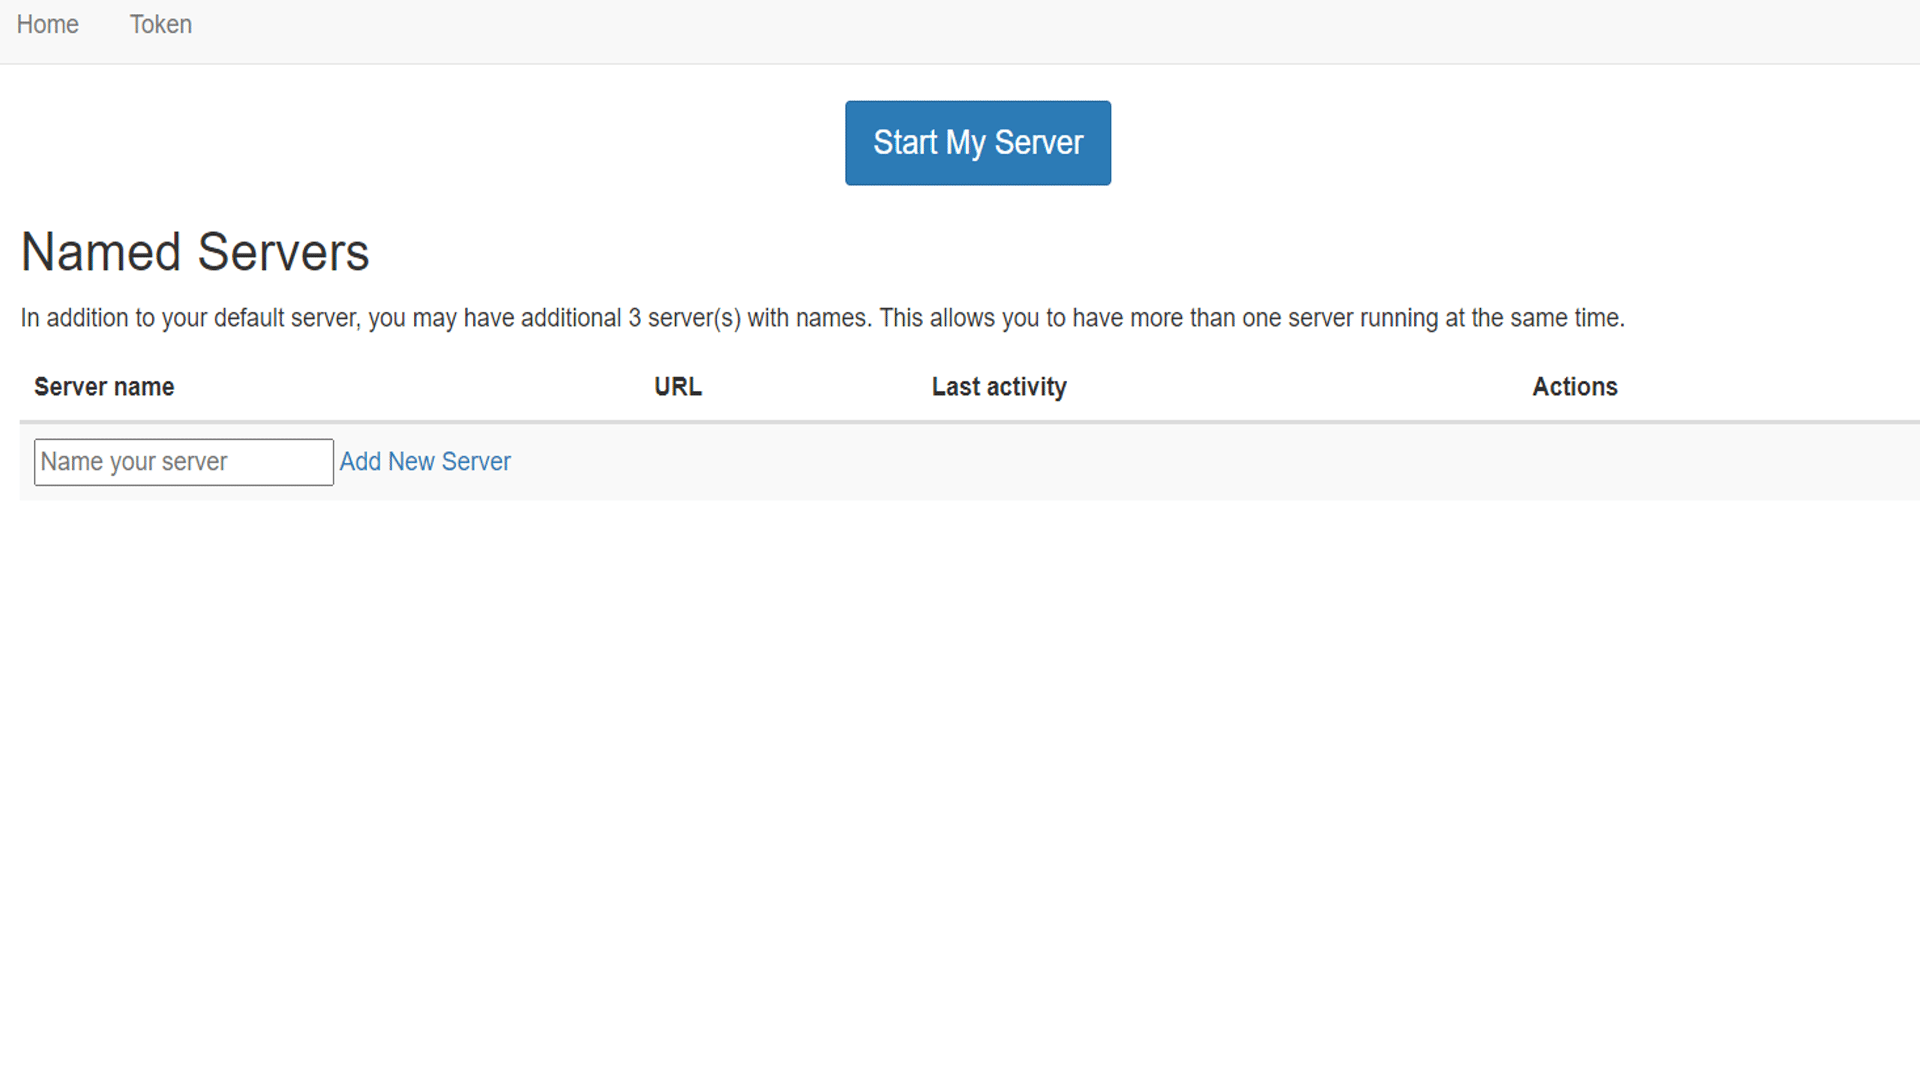 Home Token
Start My Server
Named Servers
In addition to your default server, you may have additional 3 server(s) with names. This allows you to have more than one server running at the same time.
Server name URL Last activity Actions
Name your server Add New Server